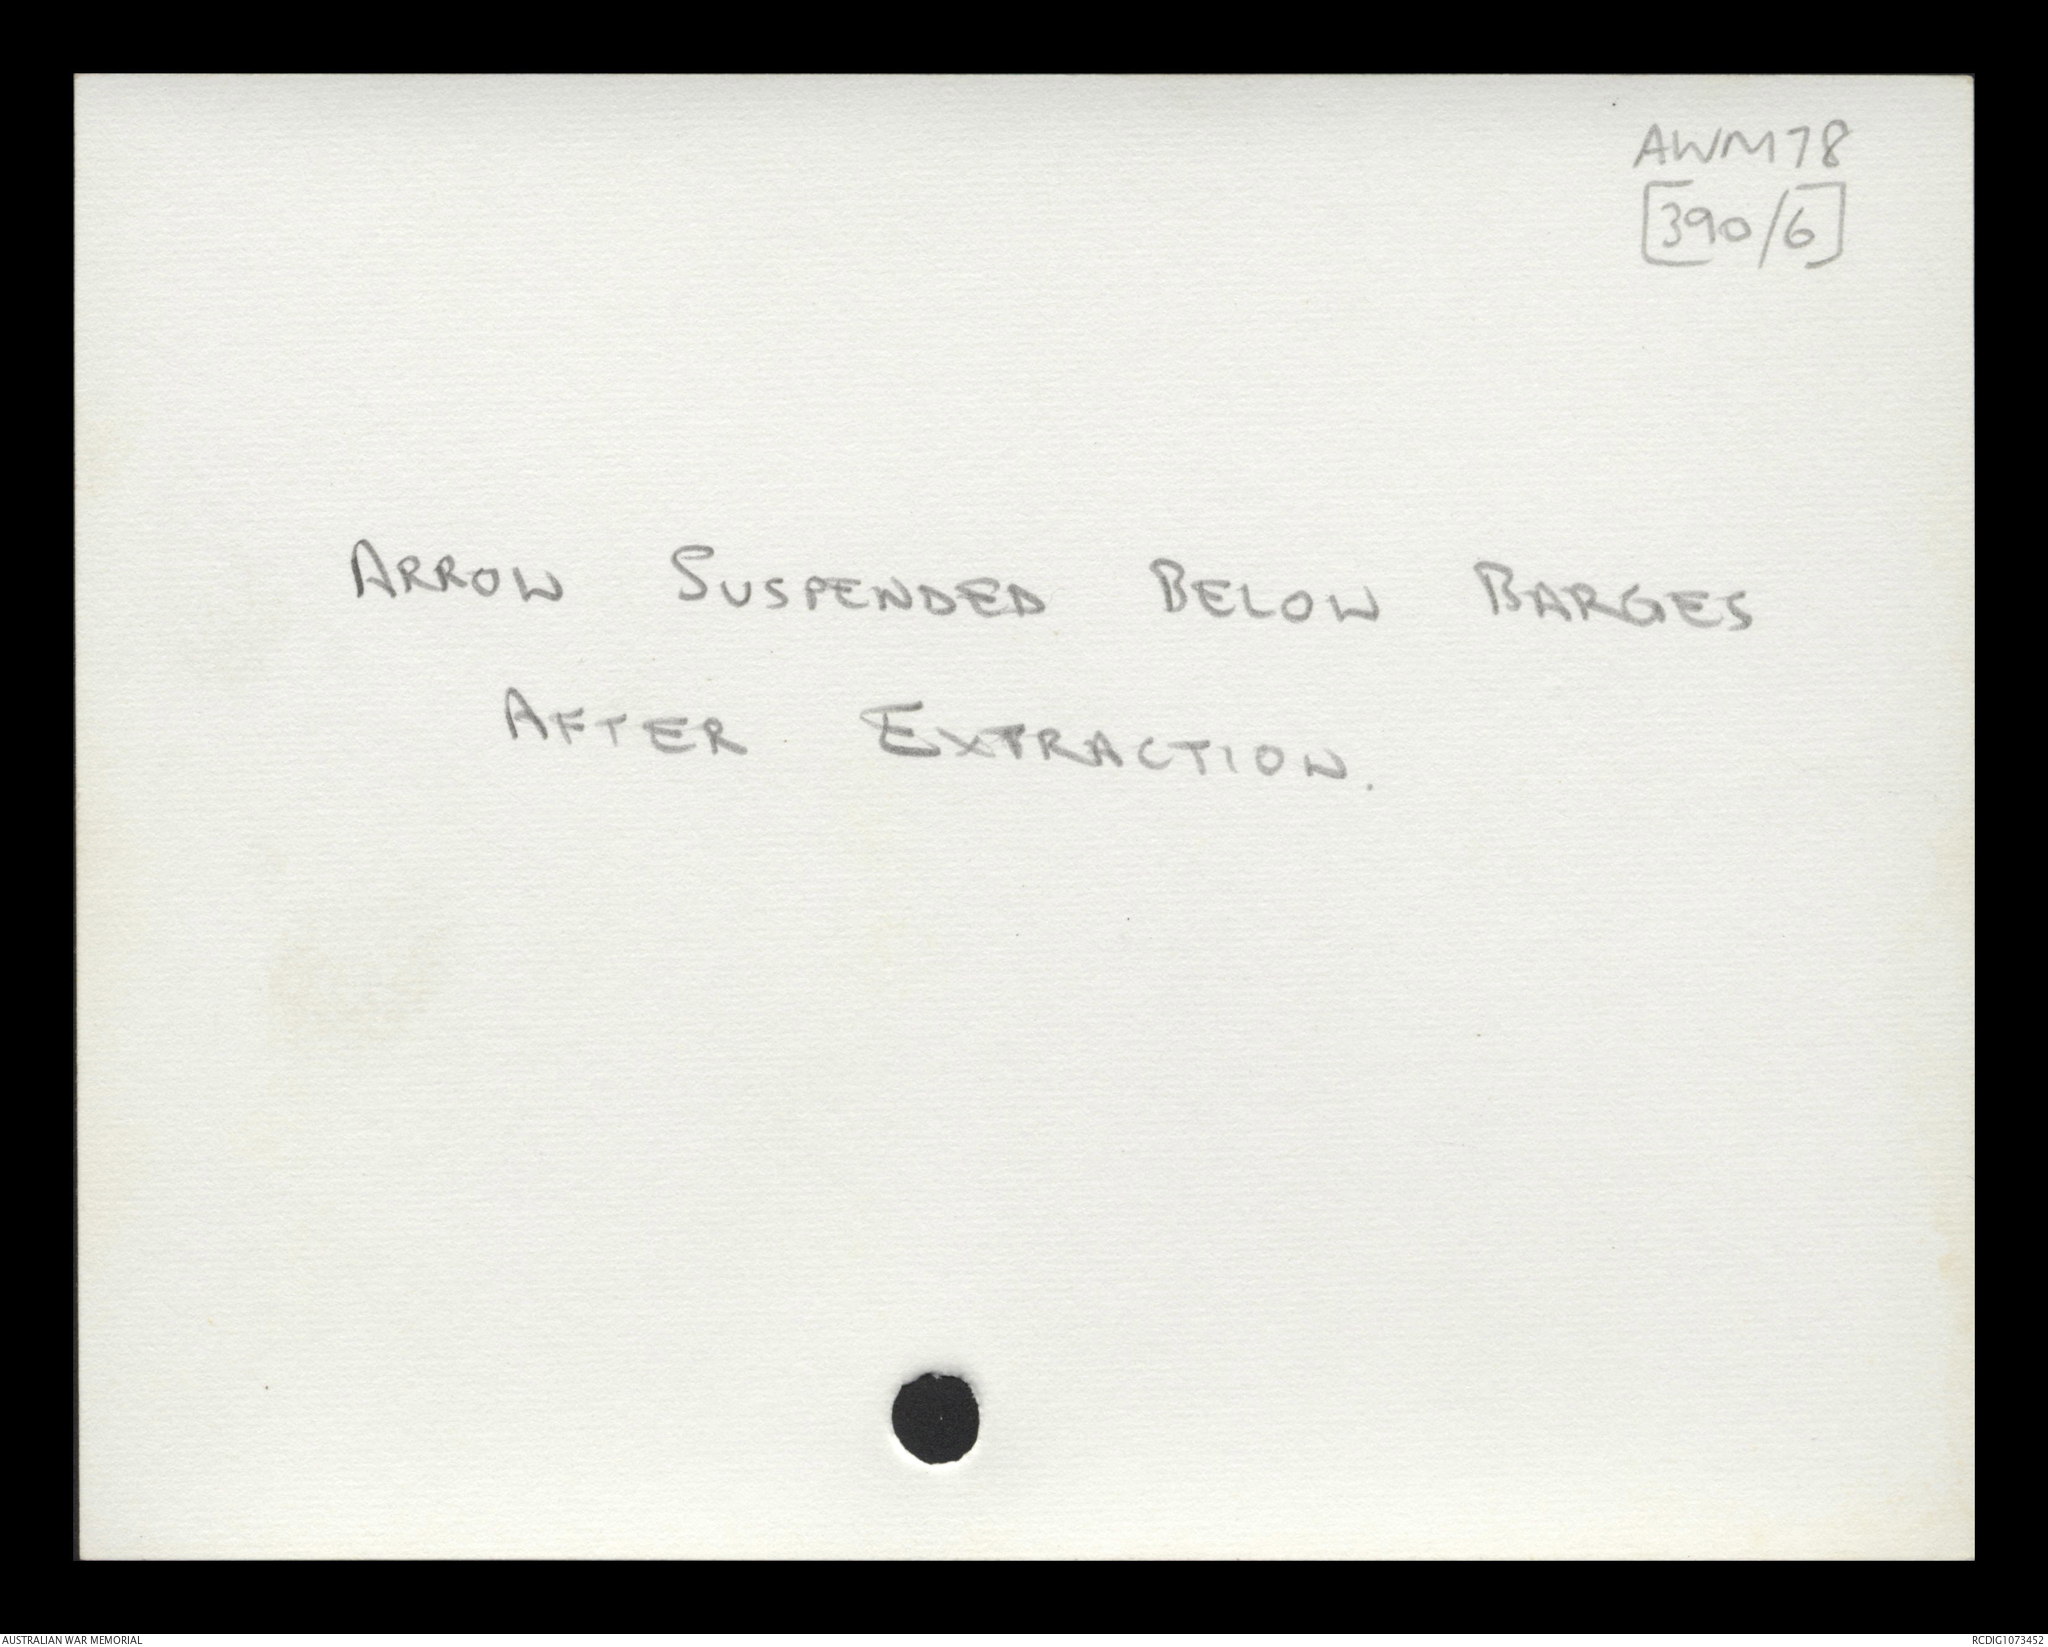 AWM78
[390/6]
ARROW SUSPENDED BELOW BARGES
AFTER EXTRACTION.
AUSTRALIAN WAR MEMORIAL
RCDIG1073452